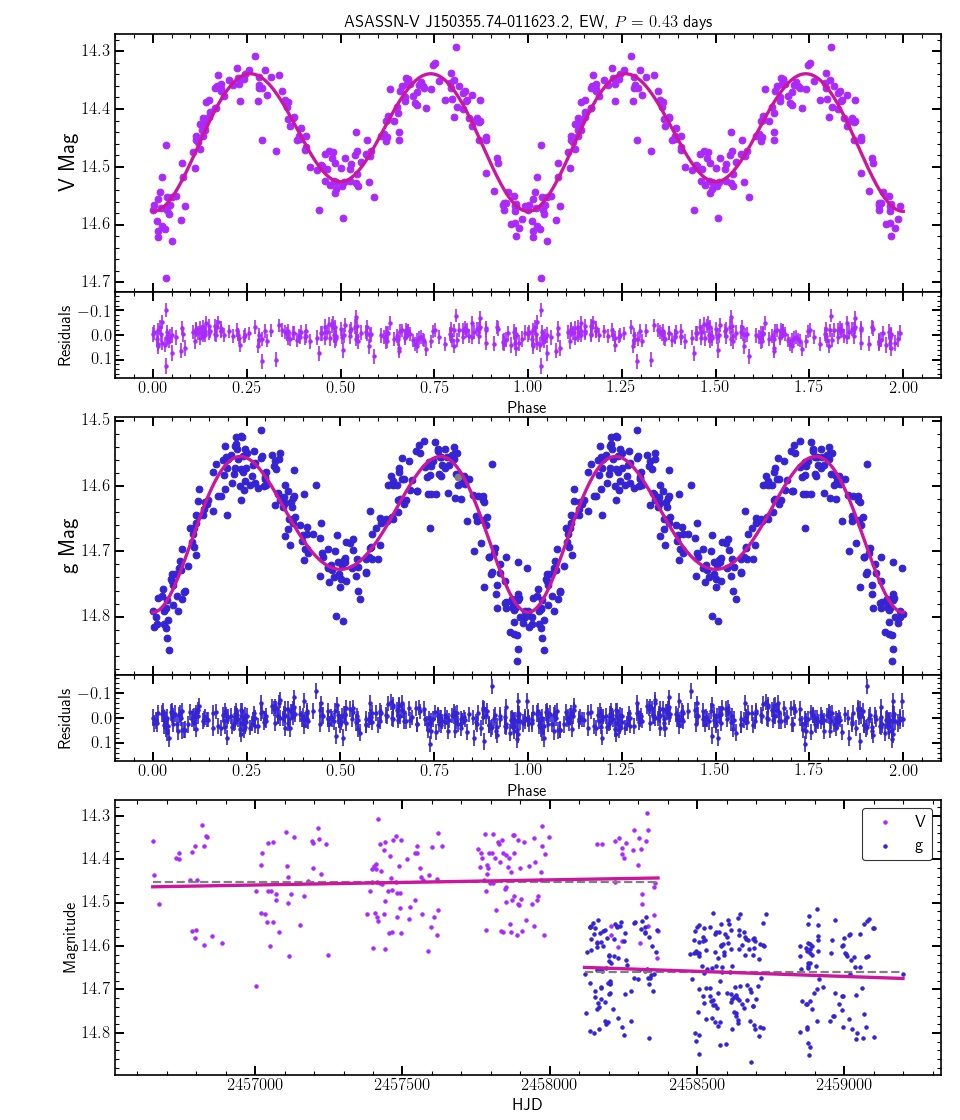 ASASSN-V J150355.74-011623.2, EW, P = 0.43 days
14.3
14.4
14.5
14.6
14.7
V Mag
−0.1
0.0
0.1
Residuals
0.00 0.25 0.50 0.75 1.00 1.25 1.50 1.75 2.00
Phase
14.5
14.6
14.7
14.8
g Mag
−0.1
0.0
0.1
Residuals
0.00 0.25 0.50 0.75 1.00 1.25 1.50 1.75 2.00
Phase
14.3
14.4
14.5
14.6
14.7
14.8
Magnitude
V
g
2457000 2457500 2458000 2458500 2459000
HJD